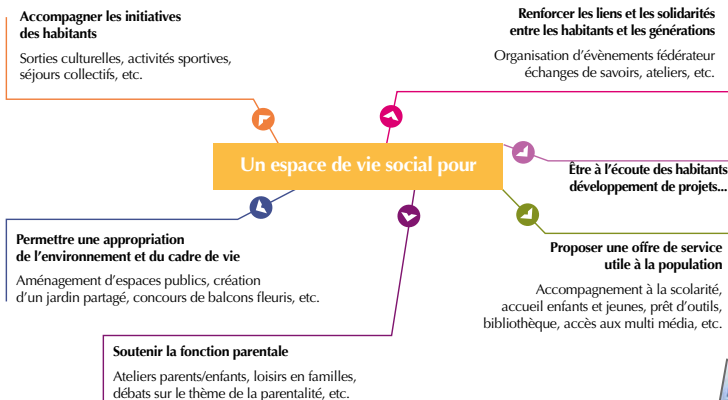 Accompagner les initiatives
des habitants
Sorties culturelles, activités sportives,
séjours collectifs, etc.
Renforcer les liens et les solidarités
entre les habitants et les générations
Organisation d'évènements fédérateur
échanges de savoirs, ateliers, etc.
Un espace de vie social pour
Être à l'écoute des habitants
développement de projets...
Permettre une appropriation
de l'environnement et du cadre de vie
Aménagement d'espaces publics, création
d'un jardin partagé, concours de balcons fleuris, etc.
Proposer une offre de service
utile à la population
Accompagnement à la scolarité,
accueil enfants et jeunes, prêt d'outils,
bibliothèque, accès aux multi média, etc.
Soutenir la fonction parentale
Ateliers parents/enfants, loisirs en familles,
débats sur le thème de la parentalité, etc.